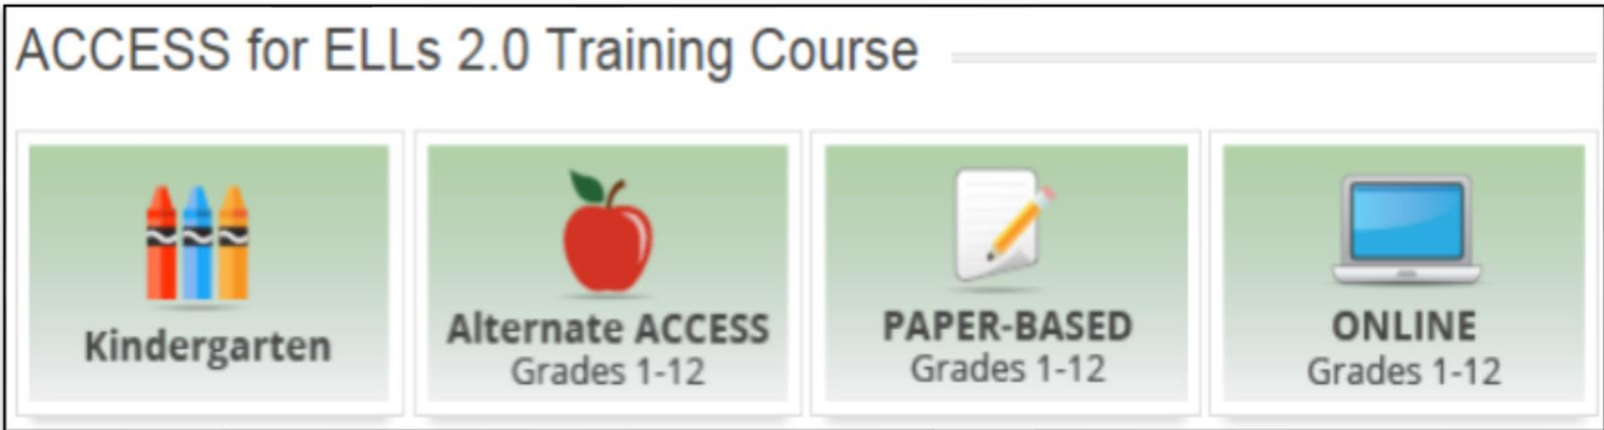 ACCESS for ELLs 2.0 Training Course
Kindergarten
Alternate ACCESS
Grades 1-12
PAPER-BASED
Grades 1-12
ONLINE
Grades 1-12